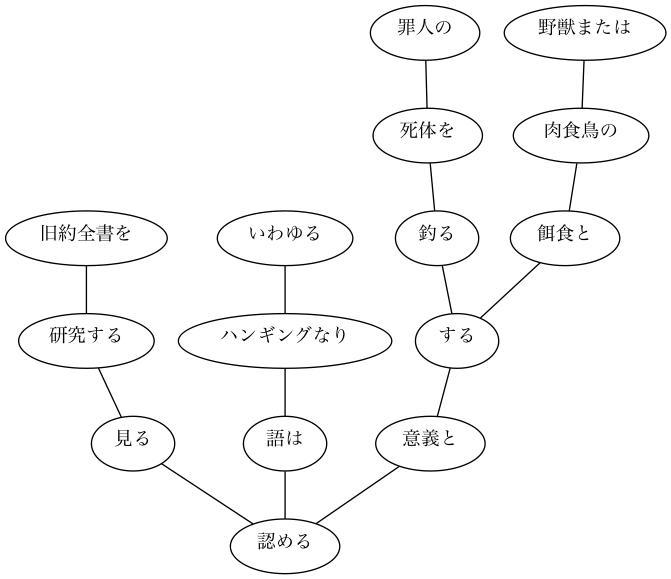 罪人の
野獣または
死体を
肉食鳥の
旧約全書を
いわゆる
釣る
餌食と
研究する
ハンギングなり
する
見る
語は
意義と
認める